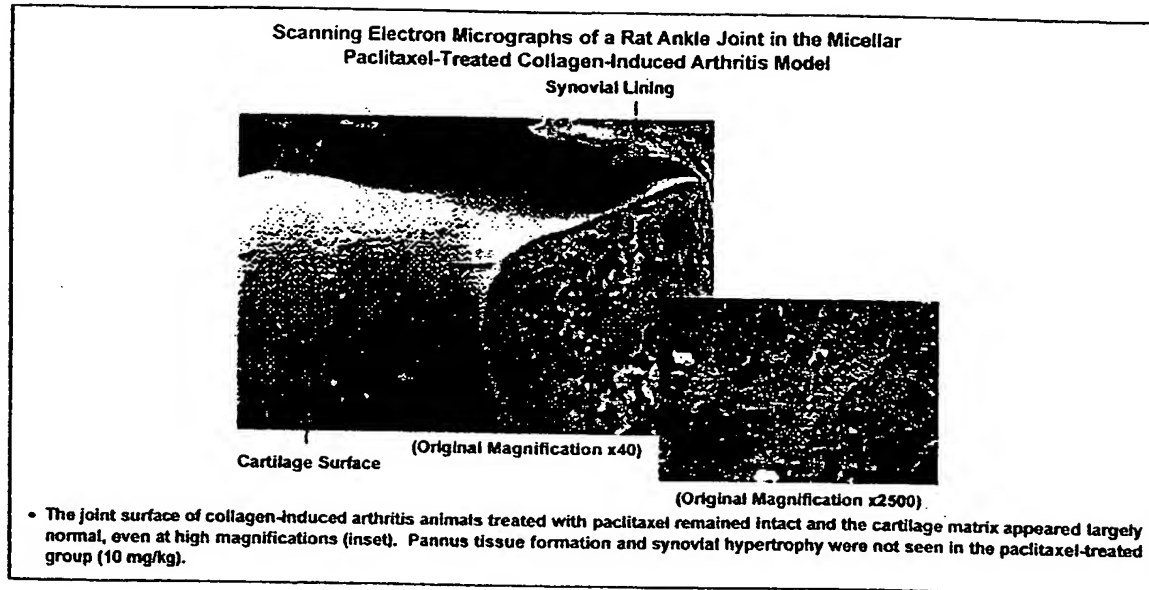 Scanning Electron Micrographs of a Rat Ankle Joint in the Micellar
Paclitaxel-Treated Collagen-Induced Arthritis Model
Synovial Lining
(Original Magnification x40)
Cartilage Surface
(Original Magnification x2500)
• The joint surface of collagen-induced arthritis animals treated with paclitaxel remained intact and the cartilage matrix appeared largely
normal, even at high magnifications (inset). Pannus tissue formation and synovial hypertrophy were not seen in the paclitaxel-treated
group (10 mg/kg).